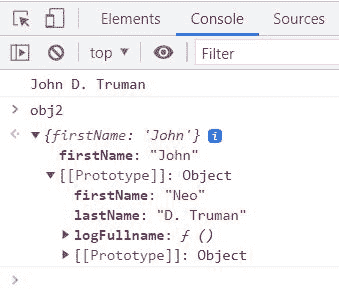 Elements Console Sources
top Filter
John D. Truman
> obj2
{firstName: 'John'} i
firstName: "John"
[[Prototype]]: Object
firstName: "Neo"
lastName: "D. Truman"
logFullname: ƒ ()
[[Prototype]]: Object
>